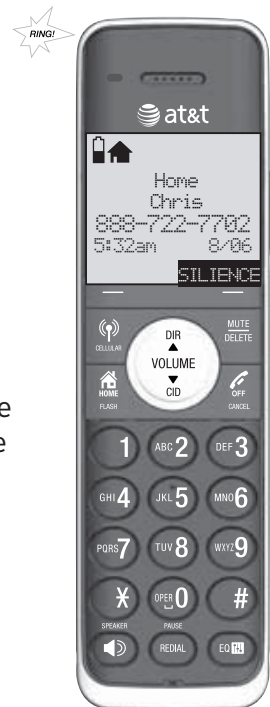 RING!
at&t
Home
Chris
888-722-7702
5:32am 8/06
SILIENCE
CELLULAR
DIR
VOLUME
CID
MUTE
DELETE
HOME
FLASH
OFF
CANCEL
e
e
1 ABC 2 DEF 3
GHI 4 JKL 5 MNO 6
PQRS 7 TUV 8 WXYZ 9
* OPER 0 #
SPEAKER PAUSE
REDIAL EQ